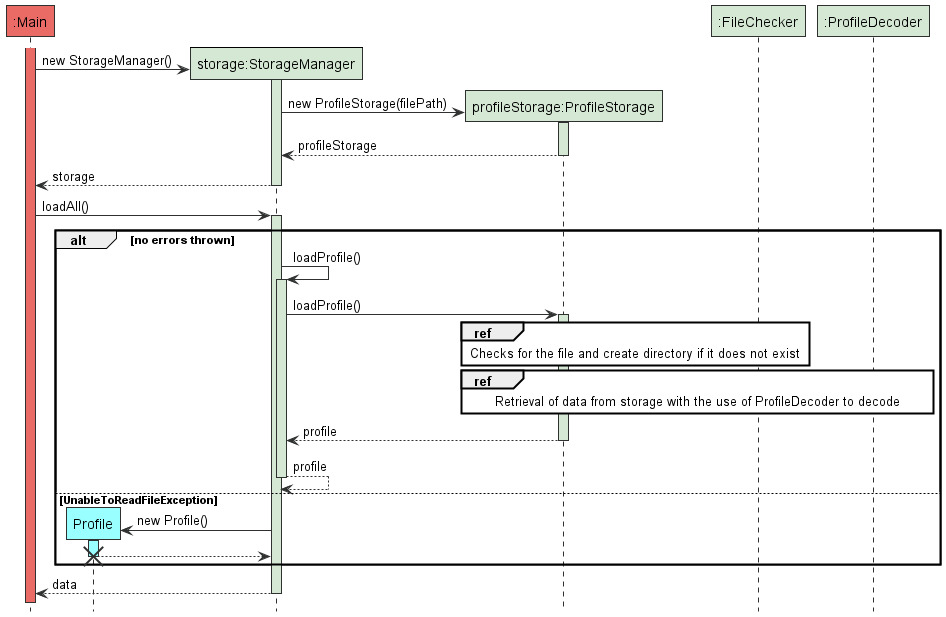 :Main
:FileChecker
:ProfileDecoder
new StorageManager()
storage:StorageManager
new ProfileStorage(filePath)
profileStorage:ProfileStorage
profileStorage
storage
loadAll()
alt
[no errors thrown]
loadProfile()
loadProfile()
ref
Checks for the file and create directory if it does not exist
ref
Retrieval of data from storage with the use of ProfileDecoder to decode
profile
profile
[UnableToReadFileException]
Profile
new Profile()
data